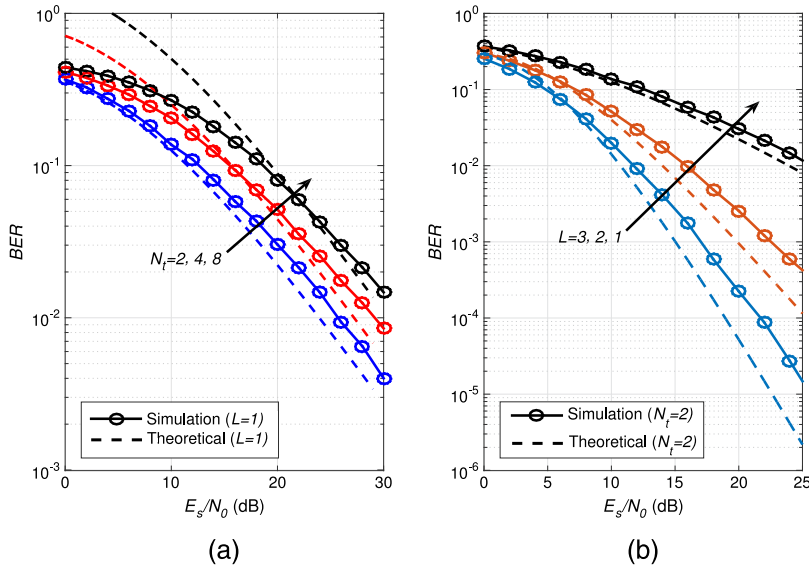 10^0
10^-1
10^-2
10^-3
BER
0 10 20 30
E_s/N_0 (dB)
N_t=2, 4, 8
Simulation (L=1)
Theoretical (L=1)
(a)
10^0
10^-1
10^-2
10^-3
10^-4
10^-5
10^-6
BER
0 5 10 15 20 25
E_s/N_0 (dB)
L=3, 2, 1
Simulation (N_t=2)
Theoretical (N_t=2)
(b)